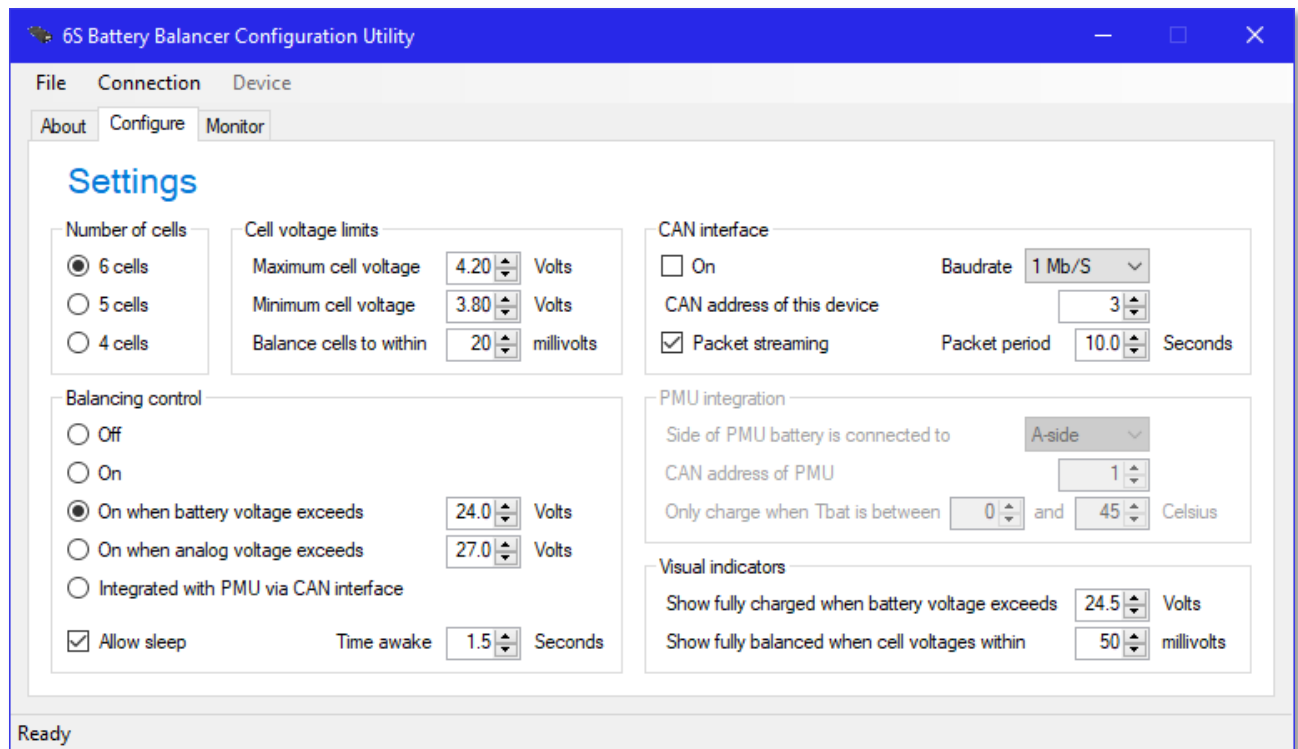 6S Battery Balancer Configuration Utility
File Connection Device
About Configure Monitor
Settings
Number of cells
6 cells
5 cells
4 cells
Cell voltage limits
Maximum cell voltage 4.20 Volts
Minimum cell voltage 3.80 Volts
Balance cells to within 20 millivolts
CAN interface
On Baudrate 1 Mb/S
CAN address of this device 3
Packet streaming Packet period 10.0 Seconds
Balancing control
Off
On
On when battery voltage exceeds 24.0 Volts
On when analog voltage exceeds 27.0 Volts
Integrated with PMU via CAN interface
Allow sleep Time awake 1.5 Seconds
PMU integration
Side of PMU battery is connected to A-side
CAN address of PMU 1
Only charge when Tbat is between 0 and 45 Celsius
Visual indicators
Show fully charged when battery voltage exceeds 24.5 Volts
Show fully balanced when cell voltages within 50 millivolts
Ready